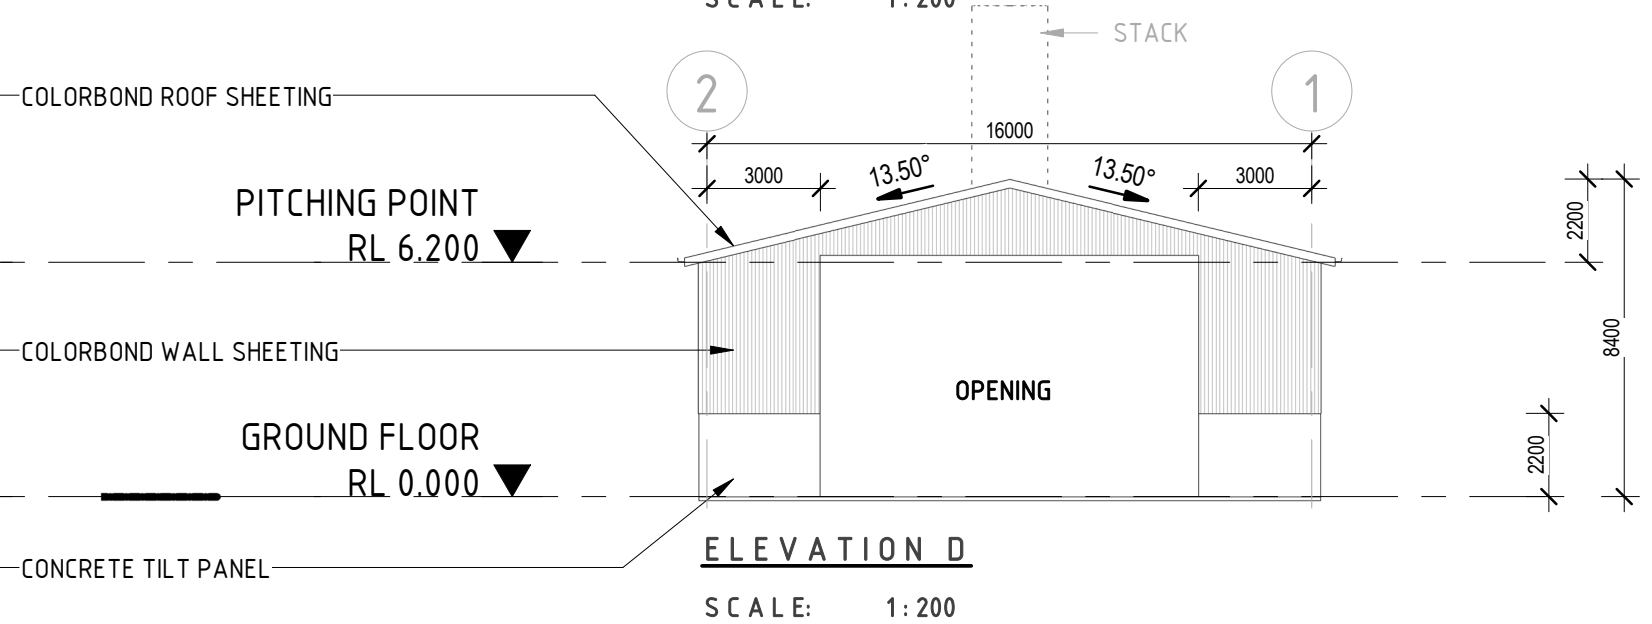 SCALE: 1:200
STACK
2
1
COLORBOND ROOF SHEETING
16000
3000
13.50°
13.50°
3000
PITCHING POINT
RL 6.200
2200
COLORBOND WALL SHEETING
8400
OPENING
GROUND FLOOR
RL 0.000
2200
CONCRETE TILT PANEL
ELEVATION D
SCALE: 1:200